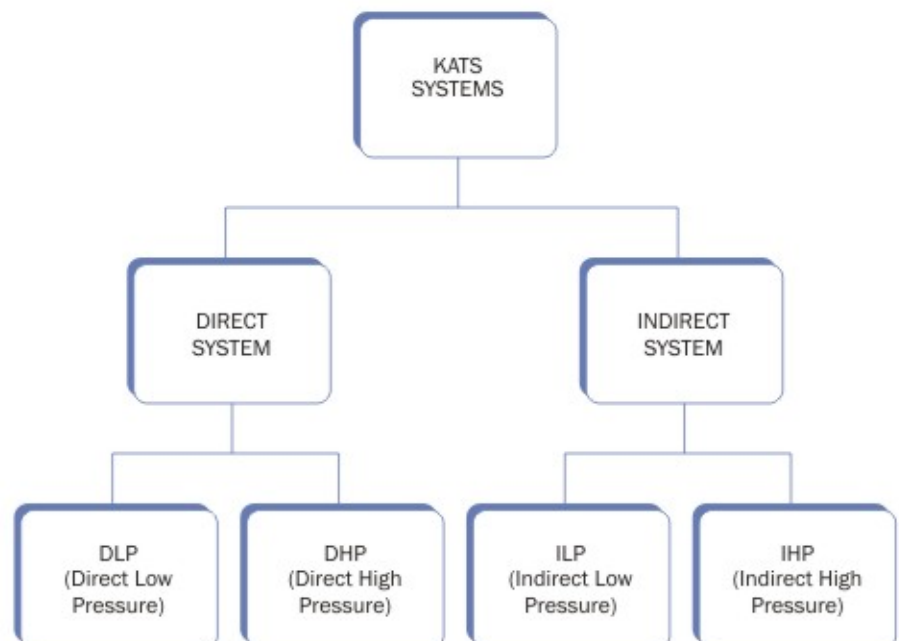 KATS
SYSTEMS
DIRECT
SYSTEM
INDIRECT
SYSTEM
DLP
(Direct Low
Pressure)
DHP
(Direct High
Pressure)
ILP
(Indirect Low
Pressure)
IHP
(Indirect High
Pressure)